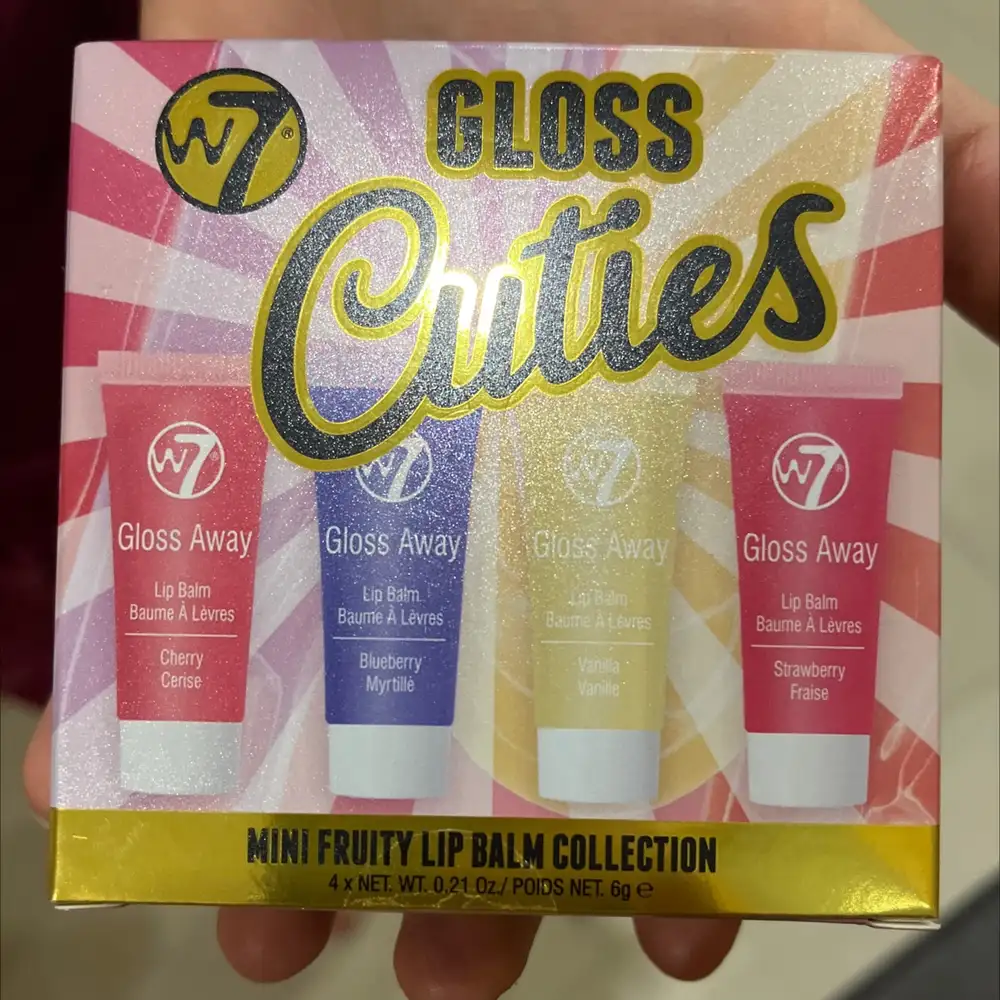 W7®
GLOSS
Cuties
W7®
Gloss Away
Lip Balm
Baume À Lèvres
Cherry
Cerise
W7®
Gloss Away
Lip Balm
Baume À Lèvres
Blueberry
Myrtille
W7®
Gloss Away
Lip Balm
Baume À Lèvres
Vanilla
Vanille
W7®
Gloss Away
Lip Balm
Baume À Lèvres
Strawberry
Fraise
MINI FRUITY LIP BALM COLLECTION
4 x NET. WT. 0.21 Oz./ POIDS NET. 6g ℮